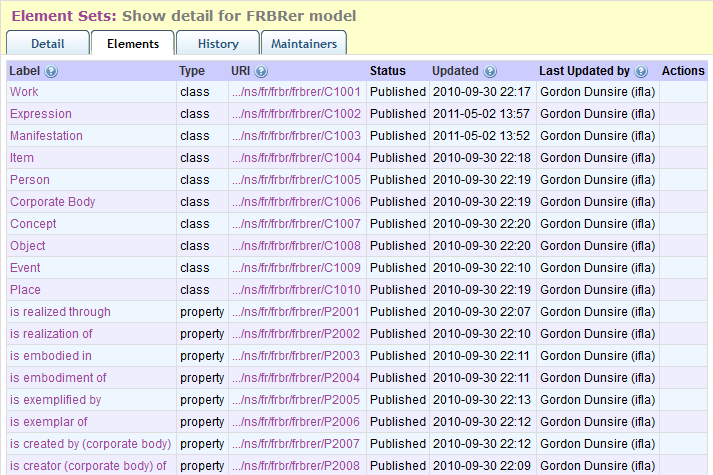 Element Sets: Show detail for FRBRer model
Detail Elements History Maintainers
Label ? Type URI ? Status Updated ? Last Updated by ? Actions
Work class .../ns/fr/frbr/frbrer/C1001 Published 2010-09-30 22:17 Gordon Dunsire (ifla)
Expression class .../ns/fr/frbr/frbrer/C1002 Published 2011-05-02 13:57 Gordon Dunsire (ifla)
Manifestation class .../ns/fr/frbr/frbrer/C1003 Published 2011-05-02 13:52 Gordon Dunsire (ifla)
Item class .../ns/fr/frbr/frbrer/C1004 Published 2010-09-30 22:18 Gordon Dunsire (ifla)
Person class .../ns/fr/frbr/frbrer/C1005 Published 2010-09-30 22:19 Gordon Dunsire (ifla)
Corporate Body class .../ns/fr/frbr/frbrer/C1006 Published 2010-09-30 22:19 Gordon Dunsire (ifla)
Concept class .../ns/fr/frbr/frbrer/C1007 Published 2010-09-30 22:20 Gordon Dunsire (ifla)
Object class .../ns/fr/frbr/frbrer/C1008 Published 2010-09-30 22:20 Gordon Dunsire (ifla)
Event class .../ns/fr/frbr/frbrer/C1009 Published 2010-09-30 22:10 Gordon Dunsire (ifla)
Place class .../ns/fr/frbr/frbrer/C1010 Published 2010-09-30 22:19 Gordon Dunsire (ifla)
is realized through property .../ns/fr/frbr/frbrer/P2001 Published 2010-09-30 22:07 Gordon Dunsire (ifla)
is realization of property .../ns/fr/frbr/frbrer/P2002 Published 2010-09-30 22:10 Gordon Dunsire (ifla)
is embodied in property .../ns/fr/frbr/frbrer/P2003 Published 2010-09-30 22:11 Gordon Dunsire (ifla)
is embodiment of property .../ns/fr/frbr/frbrer/P2004 Published 2010-09-30 22:11 Gordon Dunsire (ifla)
is exemplified by property .../ns/fr/frbr/frbrer/P2005 Published 2010-09-30 22:13 Gordon Dunsire (ifla)
is exemplar of property .../ns/fr/frbr/frbrer/P2006 Published 2010-09-30 22:12 Gordon Dunsire (ifla)
is created by (corporate body) property .../ns/fr/frbr/frbrer/P2007 Published 2010-09-30 22:12 Gordon Dunsire (ifla)
is creator (corporate body) of property .../ns/fr/frbr/frbrer/P2008 Published 2010-09-30 22:09 Gordon Dunsire (ifla)